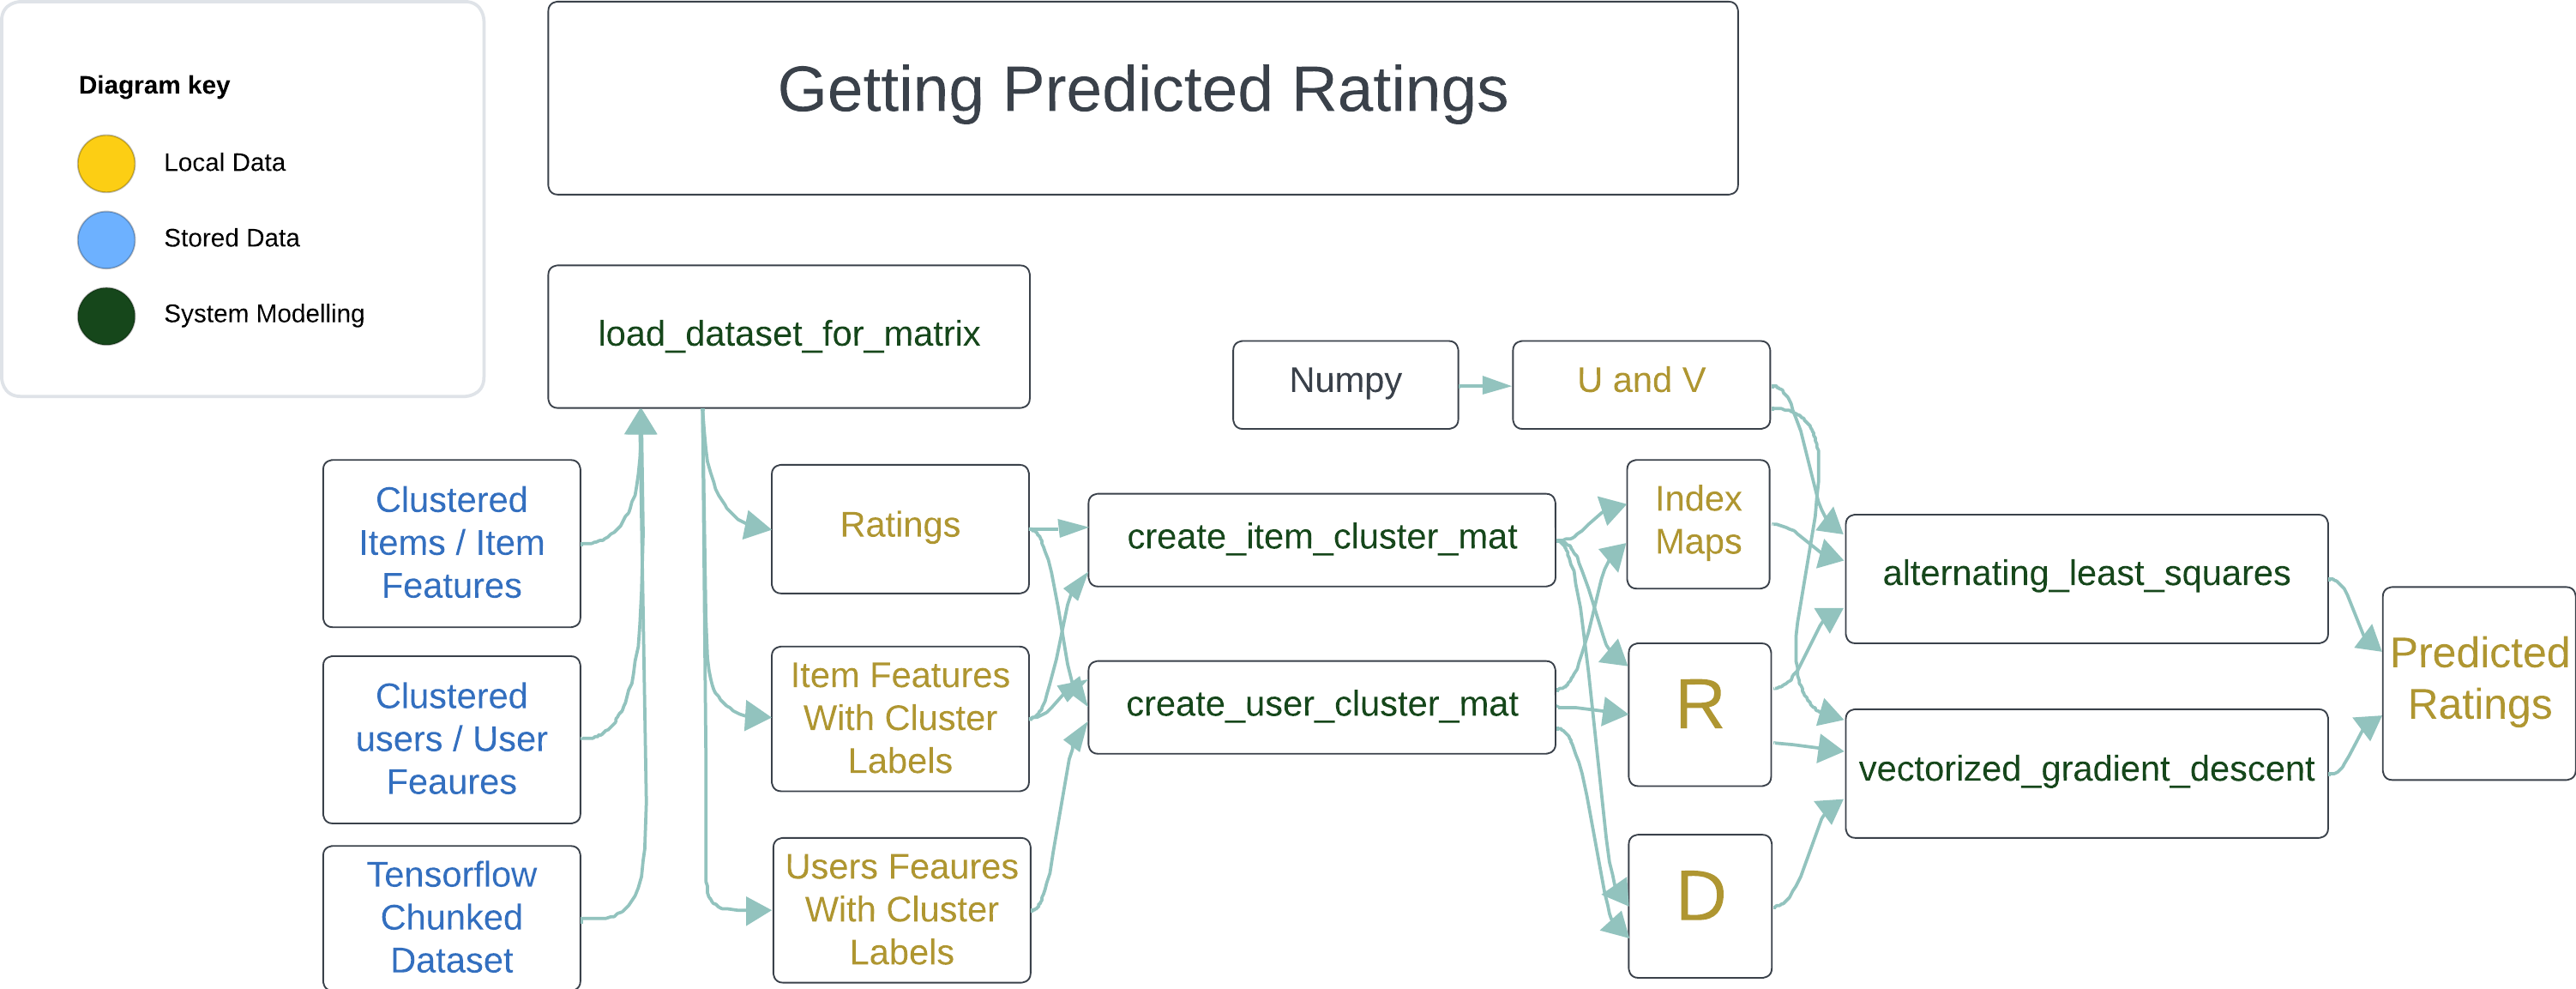 Diagram key
Local Data
Stored Data
System Modelling
Getting Predicted Ratings
load_dataset_for_matrix
Numpy
U and V
Clustered
Items / Item
Features
Clustered
users / User
Feaures
Tensorflow
Chunked
Dataset
Ratings
Item Features
With Cluster
Labels
Users Feaures
With Cluster
Labels
create_item_cluster_mat
create_user_cluster_mat
Index
Maps
R
D
alternating_least_squares
vectorized_gradient_descent
Predicted
Ratings